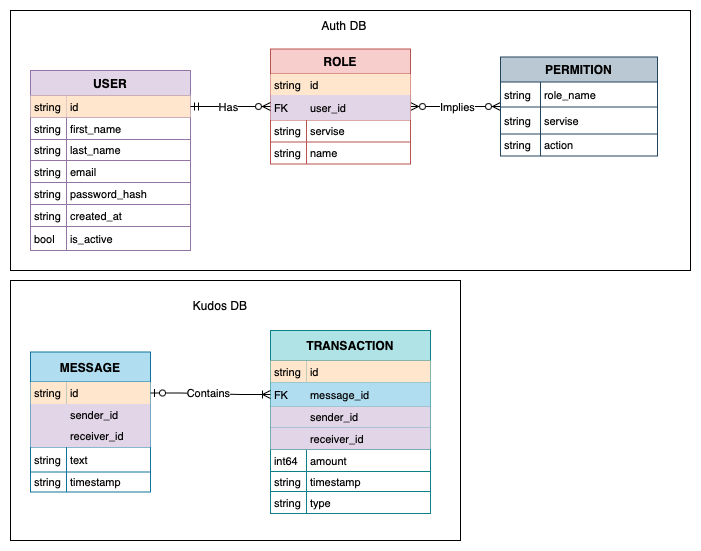 Auth DB
USER
string id
string first_name
string last_name
string email
string password_hash
string created_at
bool is_active
Has
ROLE
string id
FK user_id
string servise
string name
Implies
PERMITION
string role_name
string servise
string action
Kudos DB
MESSAGE
string id
sender_id
receiver_id
string text
string timestamp
Contains
TRANSACTION
string id
FK message_id
sender_id
receiver_id
int64 amount
string timestamp
string type